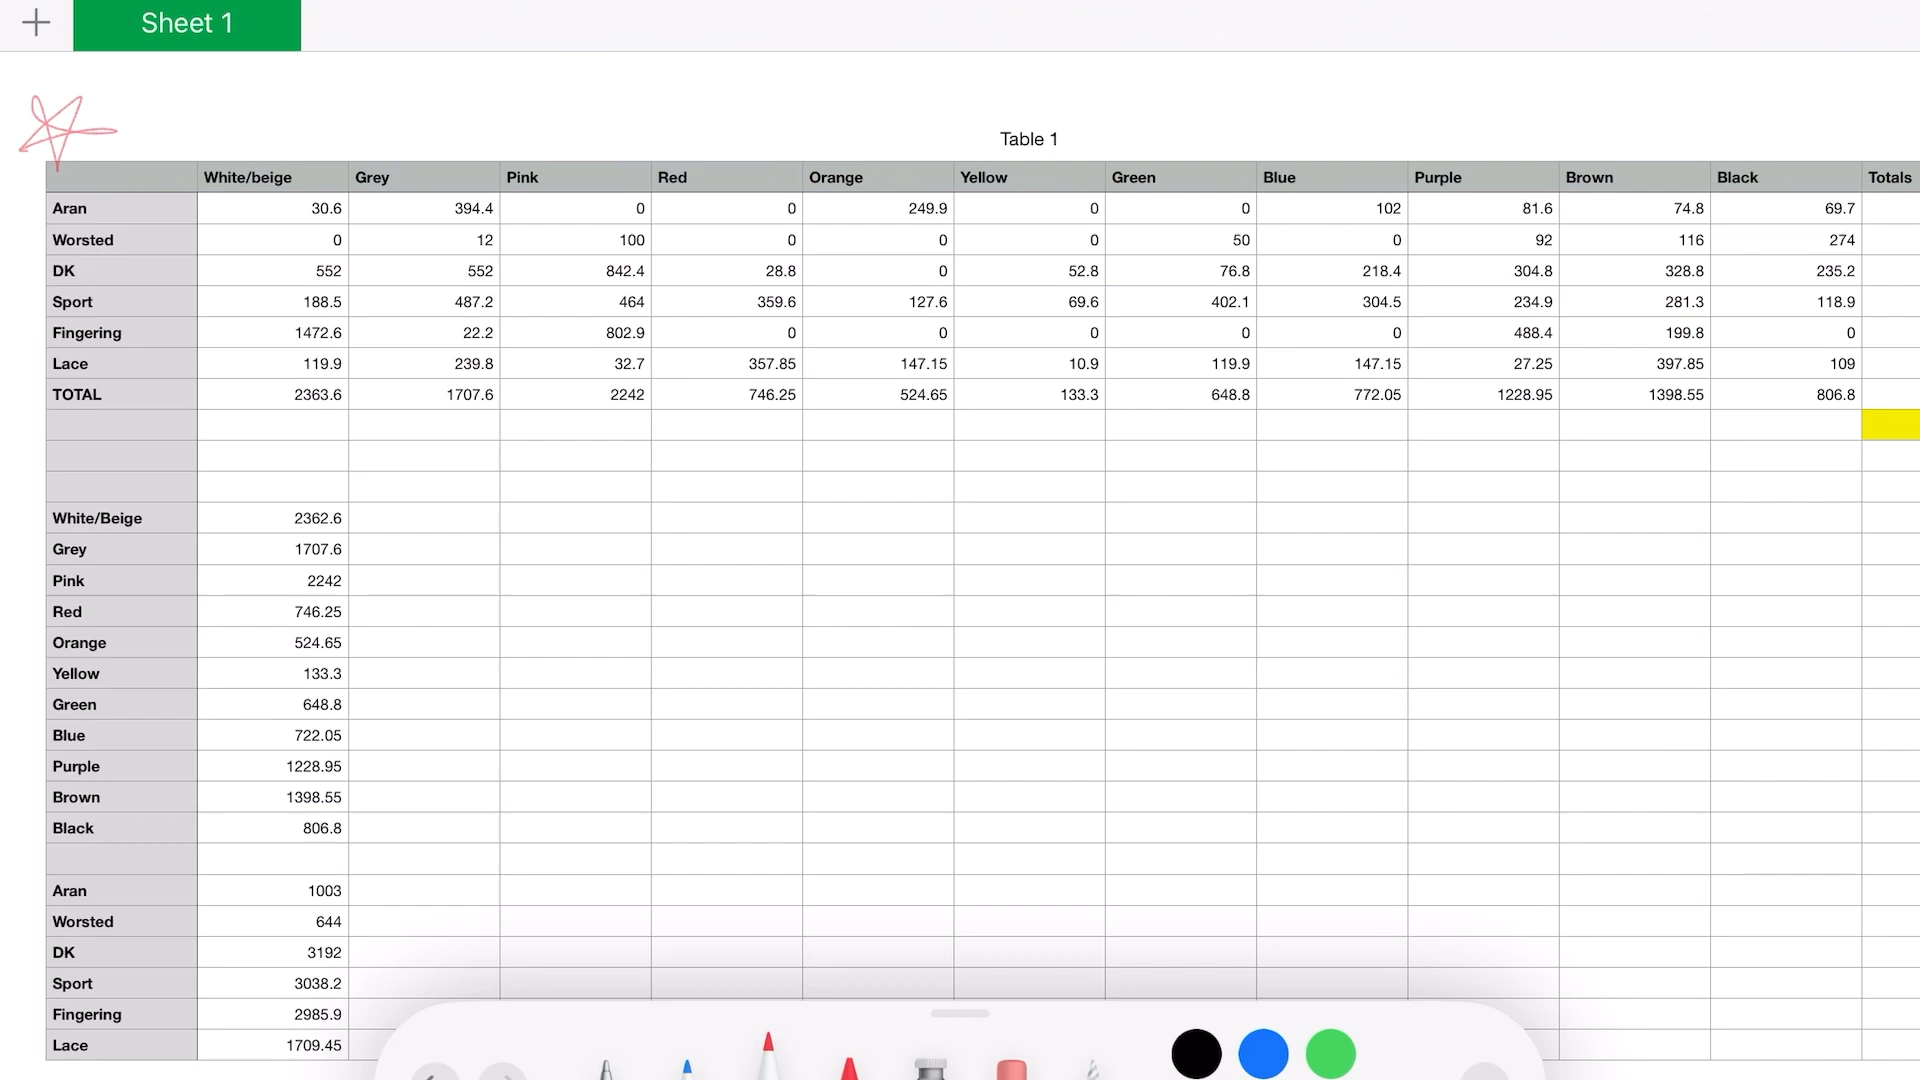 Sheet 1
Table 1
White/beige Grey Pink Red Orange Yellow Green Blue Purple Brown Black Totals
Aran 30.6 394.4 0 0 249.9 0 0 102 81.6 74.8 69.7
Worsted 0 12 100 0 0 0 50 0 92 116 274
DK 552 552 842.4 28.8 0 52.8 76.8 218.4 304.8 328.8 235.2
Sport 188.5 487.2 464 359.6 127.6 69.6 402.1 304.5 234.9 281.3 118.9
Fingering 1472.6 22.2 802.9 0 0 0 0 0 488.4 199.8 0
Lace 119.9 239.8 32.7 357.85 147.15 10.9 119.9 147.15 27.25 397.85 109
TOTAL 2363.6 1707.6 2242 746.25 524.65 133.3 648.8 772.05 1228.95 1398.55 806.8
White/Beige 2362.6
Grey 1707.6
Pink 2242
Red 746.25
Orange 524.65
Yellow 133.3
Green 648.8
Blue 722.05
Purple 1228.95
Brown 1398.55
Black 806.8
Aran 1003
Worsted 644
DK 3192
Sport 3038.2
Fingering 2985.9
Lace 1709.45